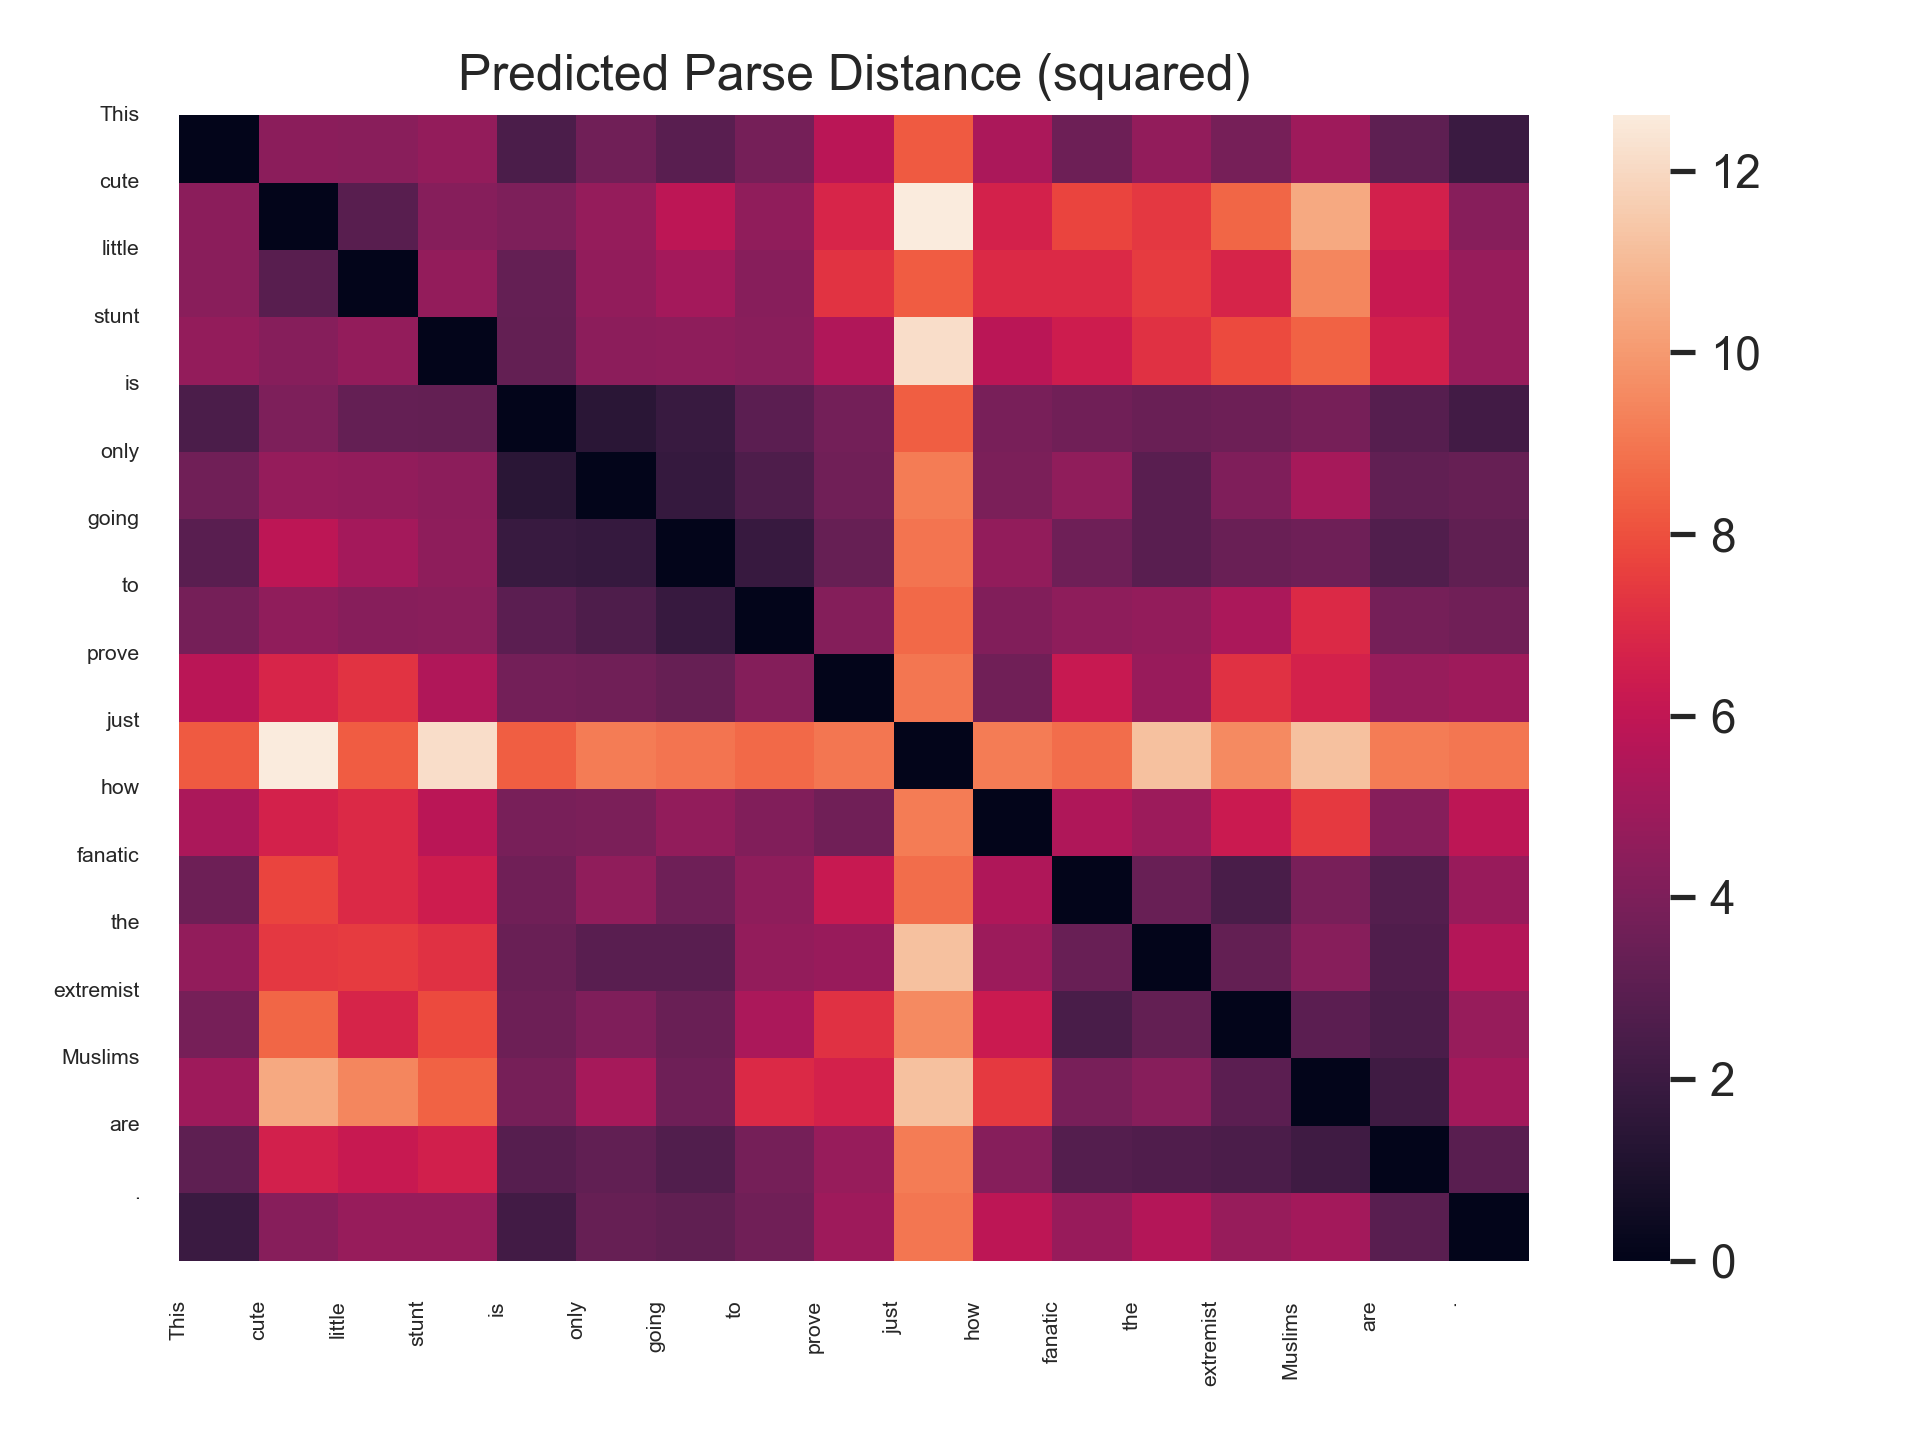 Predicted Parse Distance (squared)
This
cute
little
stunt
is
only
going
to
prove
just
how
fanatic
the
extremist
Muslims
are
.
This
cute
little
stunt
is
only
going
to
prove
just
how
fanatic
the
extremist
Muslims
are
.
12
10
8
6
4
2
0